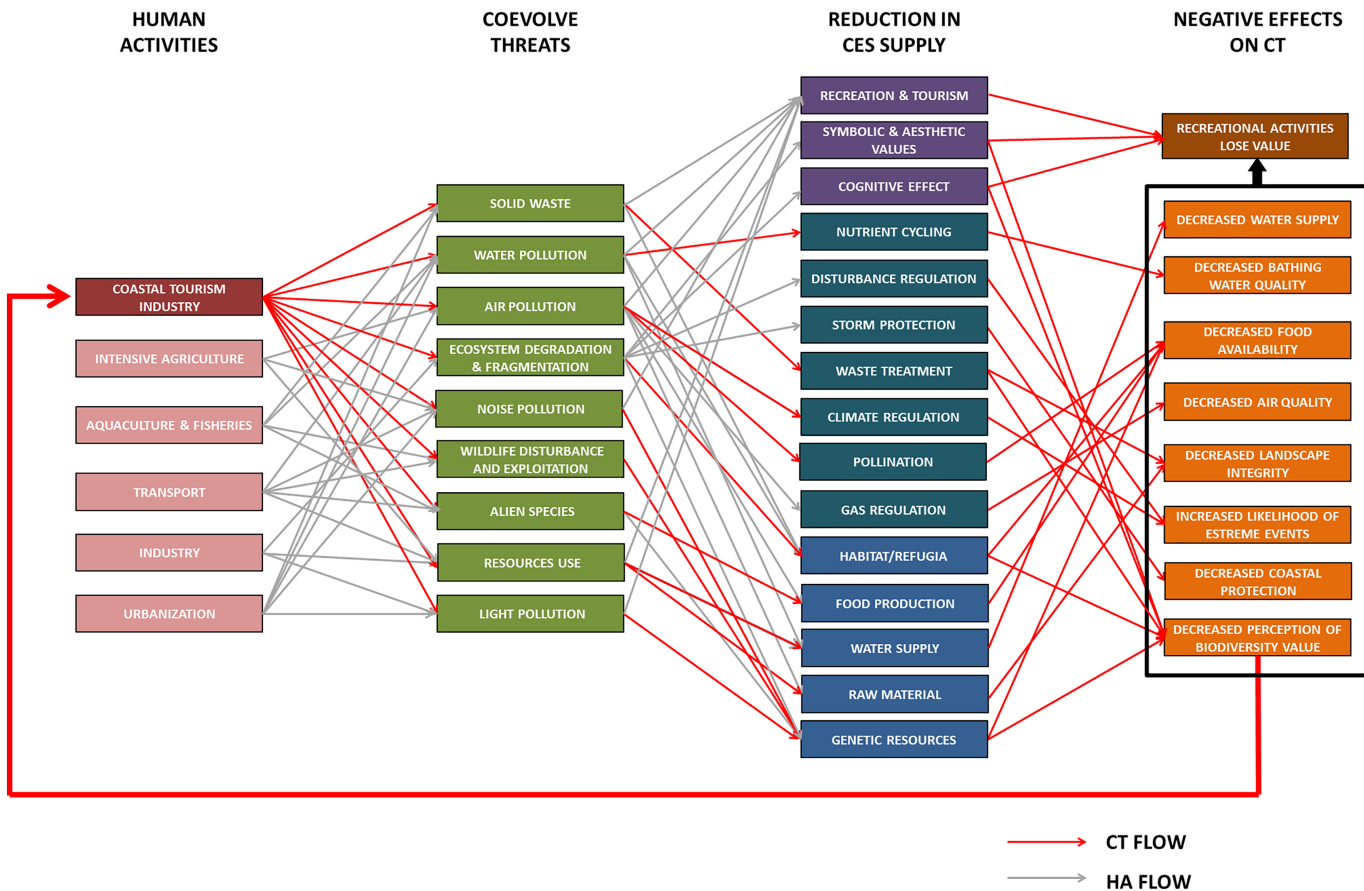 HUMAN
ACTIVITIES
COEVOLVE
THREATS
REDUCTION IN
CES SUPPLY
NEGATIVE EFFECTS
ON CT
COASTAL TOURISM
INDUSTRY
INTENSIVE AGRICULTURE
AQUACULTURE & FISHERIES
TRANSPORT
INDUSTRY
URBANIZATION
SOLID WASTE
WATER POLLUTION
AIR POLLUTION
ECOSYSTEM DEGRADATION
& FRAGMENTATION
NOISE POLLUTION
WILDLIFE DISTURBANCE
AND EXPLOITATION
ALIEN SPECIES
RESOURCES USE
LIGHT POLLUTION
RECREATION & TOURISM
SYMBOLIC & AESTHETIC
VALUES
COGNITIVE EFFECT
NUTRIENT CYCLING
DISTURBANCE REGULATION
STORM PROTECTION
WASTE TREATMENT
CLIMATE REGULATION
POLLINATION
GAS REGULATION
HABITAT/REFUGIA
FOOD PRODUCTION
WATER SUPPLY
RAW MATERIAL
GENETIC RESOURCES
RECREATIONAL ACTIVITIES
LOSE VALUE
DECREASED WATER SUPPLY
DECREASED BATHING
WATER QUALITY
DECREASED FOOD
AVAILABILITY
DECREASED AIR QUALITY
DECREASED LANDSCAPE
INTEGRITY
INCREASED LIKELIHOOD OF
ESTREME EVENTS
DECREASED COASTAL
PROTECTION
DECREASED PERCEPTION OF
BIODIVERSITY VALUE
CT FLOW
HA FLOW